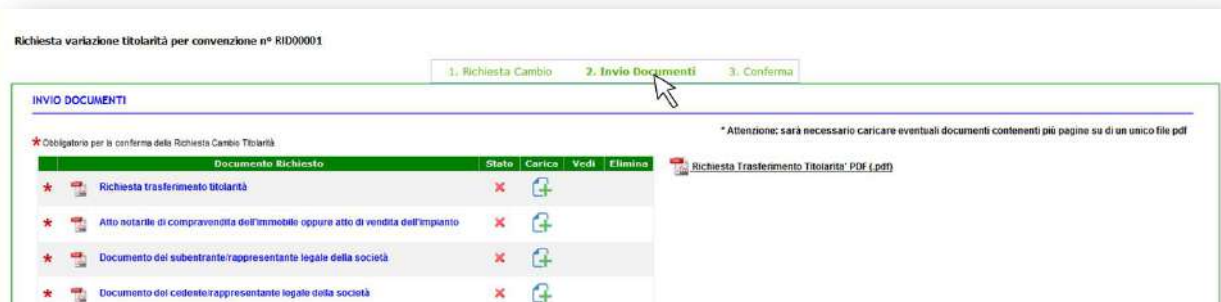 Richiesta variazione titolarità per convenzione nº RID00001
1. Richiesta Cambio 2. Invio Documenti 3. Conferma
INVIO DOCUMENTI
* Attenzione: sarà necessario caricare eventuali documenti contenenti più pagine su di un unico file pdf
* Obbligatorio per la conferma della Richiesta Cambio Titolarità
Documento Richiesto Stato Carica Vedi Elimina
Richiesta Trasferimento Titolarita' PDF (.pdf)
* Richiesta trasferimento titolarità
* Atto notarile di compravendita dell'immobile oppure atto di vendita dell'impianto
* Documento del subentrante/rappresentante legale della società
* Documento del cedente/rappresentante legale della società